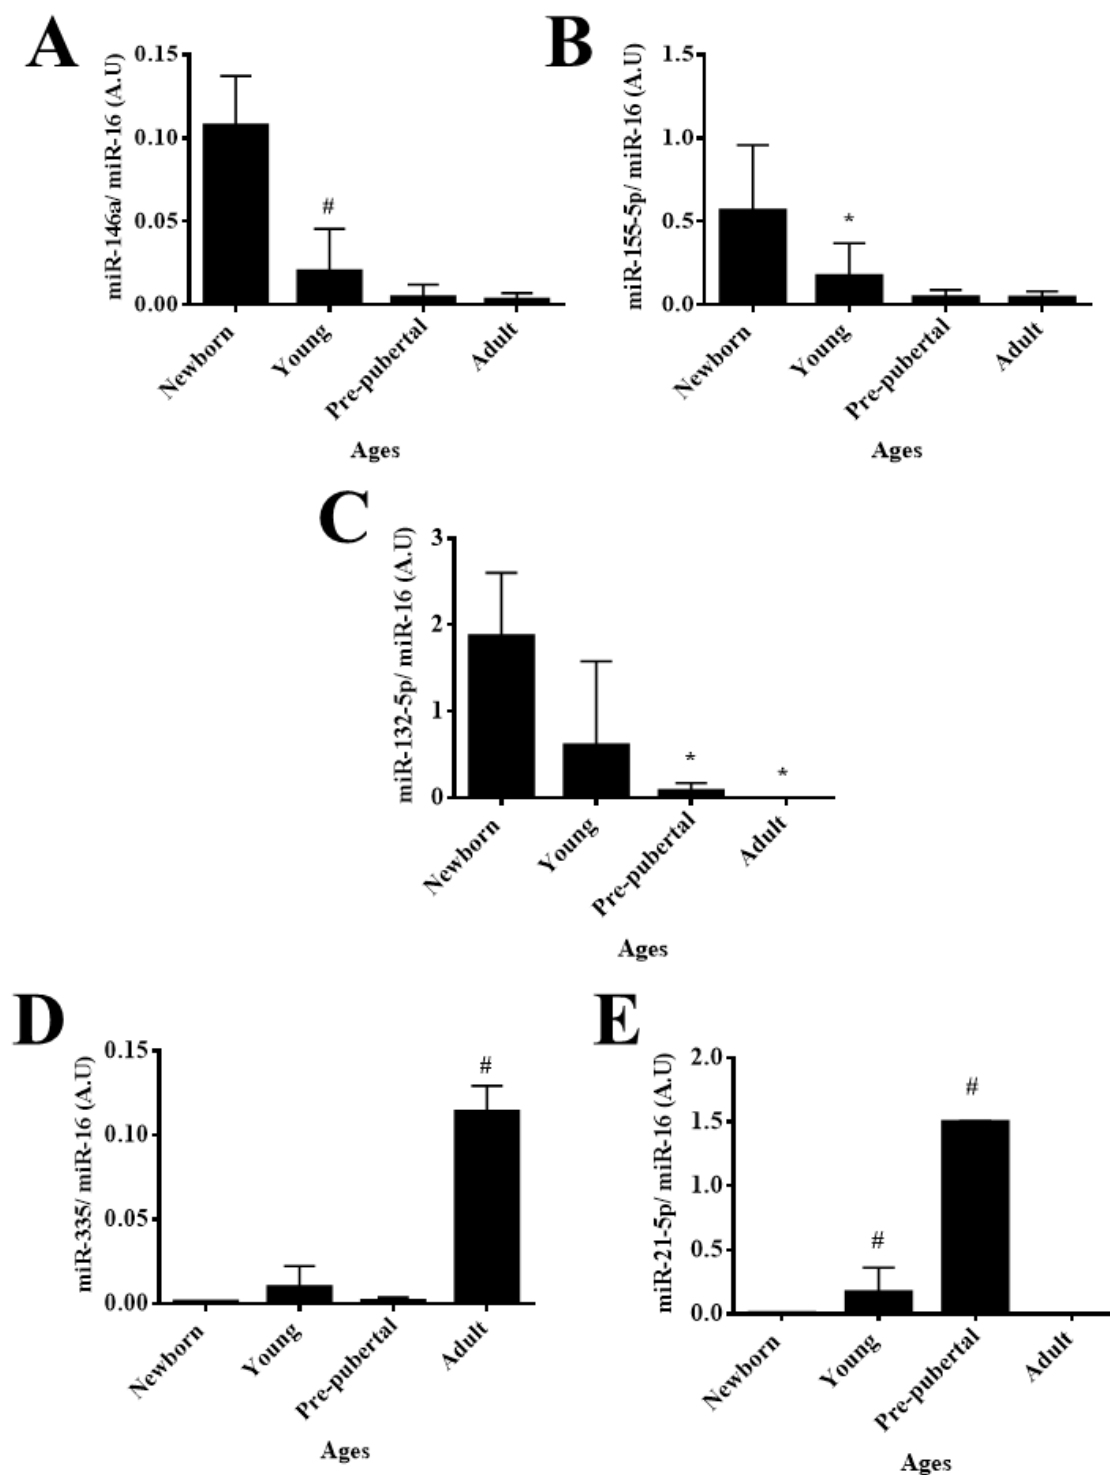 A
B
miR-146a/ miR-16 (A.U)
0.15
0.10
0.05
0.00
#
Newborn
Young
Pre-pubertal
Adult
Ages
miR-155-5p/ miR-16 (A.U)
1.5
1.0
0.5
0.0
*
Newborn
Young
Pre-pubertal
Adult
Ages
C
miR-132-5p/ miR-16 (A.U)
3
2
1
0
*
*
Newborn
Young
Pre-pubertal
Adult
Ages
D
miR-335/ miR-16 (A.U)
0.15
0.10
0.05
0.00
#
Newborn
Young
Pre-pubertal
Adult
Ages
E
miR-21-5p/ miR-16 (A.U)
2.0
1.5
1.0
0.5
0.0
#
#
Newborn
Young
Pre-pubertal
Adult
Ages